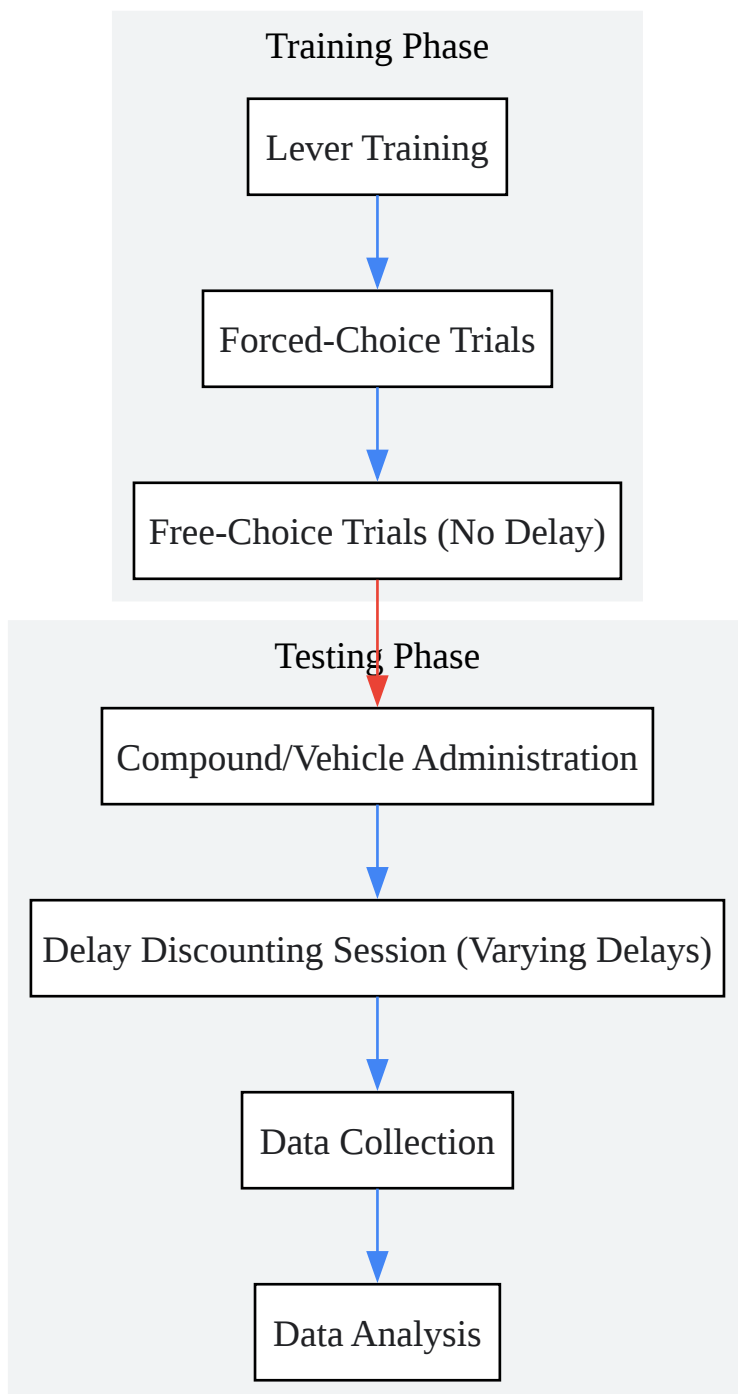 Training Phase
Lever Training
Forced-Choice Trials
Free-Choice Trials (No Delay)
Testing Phase
Compound/Vehicle Administration
Delay Discounting Session (Varying Delays)
Data Collection
Data Analysis